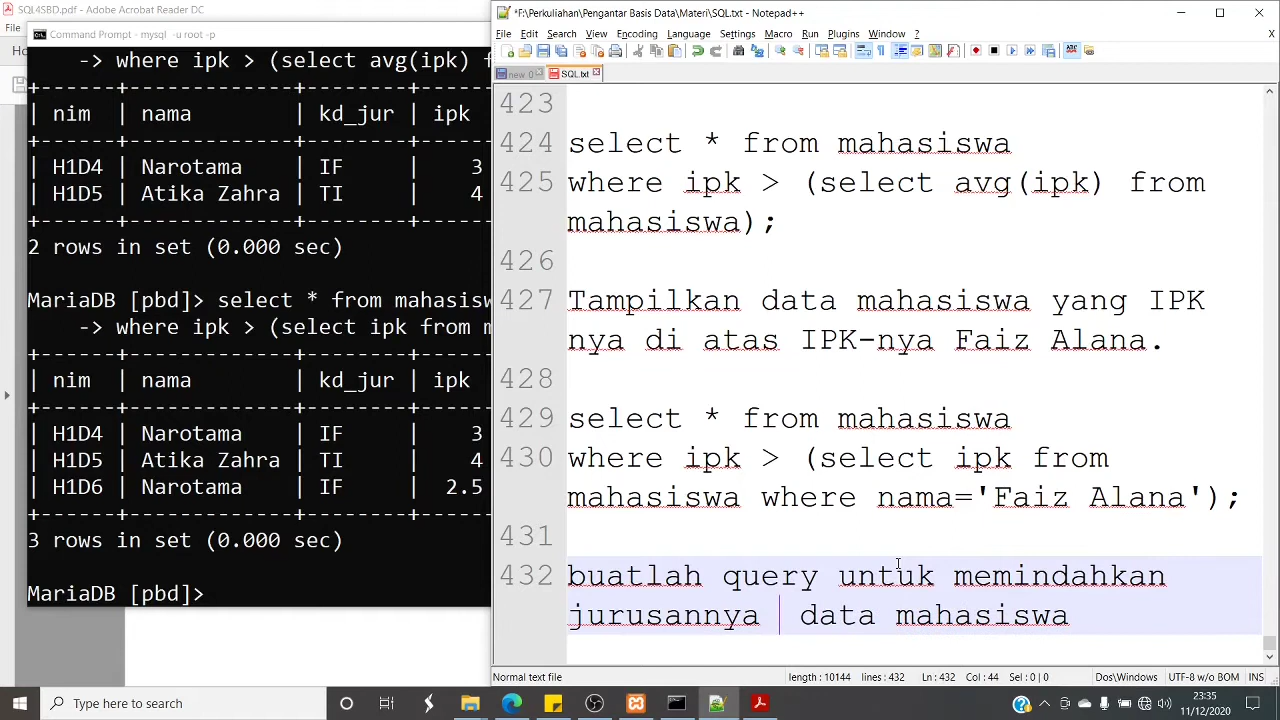 SQL4SBD.pdf - Adobe Acrobat Reader DC
*F:\Perkuliahan\Pengantar Basis Data\Materi\SQL.txt - Notepad++
File
Command Prompt - mysql -u root -p
File Edit Search View Encoding Language Settings Macro Run Plugins Window ?
X
Ho
new 0 SQL.txt
-> where ipk > (select avg(ipk) f
+------+-------------+--------+------
| nim | nama | kd_jur | ipk
| H1D4 | Narotama | IF | 3
| H1D5 | Atika Zahra | TI | 4
2 rows in set (0.000 sec)
MariaDB [pbd]> select * from mahasisw
-> where ipk > (select ipk from m
| nim | nama | kd_jur | ipk
| H1D4 | Narotama | IF | 3
| H1D5 | Atika Zahra | TI | 4
| H1D6 | Narotama | IF | 2.5
3 rows in set (0.000 sec)
MariaDB [pbd]>
423
424 select * from mahasiswa
425 where ipk > (select avg(ipk) from
mahasiswa);
426
427 Tampilkan data mahasiswa yang IPK
nya di atas IPK-nya Faiz Alana.
428
429 select * from mahasiswa
430 where ipk > (select ipk from
mahasiswa where nama='Faiz Alana');
431
432 buatlah query untuk memindahkan
jurusannya data mahasiswa
Normal text file length : 10144 lines : 432 Ln : 432 Col : 44 Sel : 0 | 0 Dos\Windows UTF-8 w/o BOM INS
Type here to search
23:35
11/12/2020